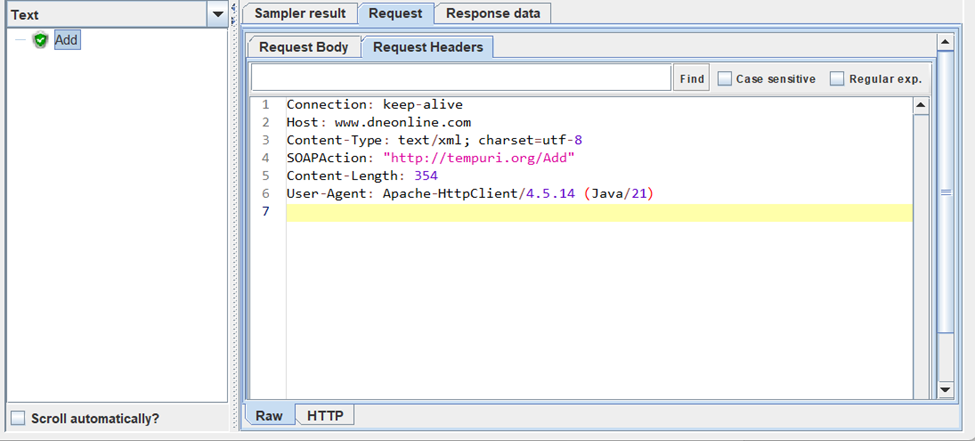 Text
Add
Scroll automatically?
Sampler result Request Response data
Request Body Request Headers
Find Case sensitive Regular exp.
1 Connection: keep-alive
2 Host: www.dneonline.com
3 Content-Type: text/xml; charset=utf-8
4 SOAPAction: "http://tempuri.org/Add"
5 Content-Length: 354
6 User-Agent: Apache-HttpClient/4.5.14 (Java/21)
7
Raw HTTP